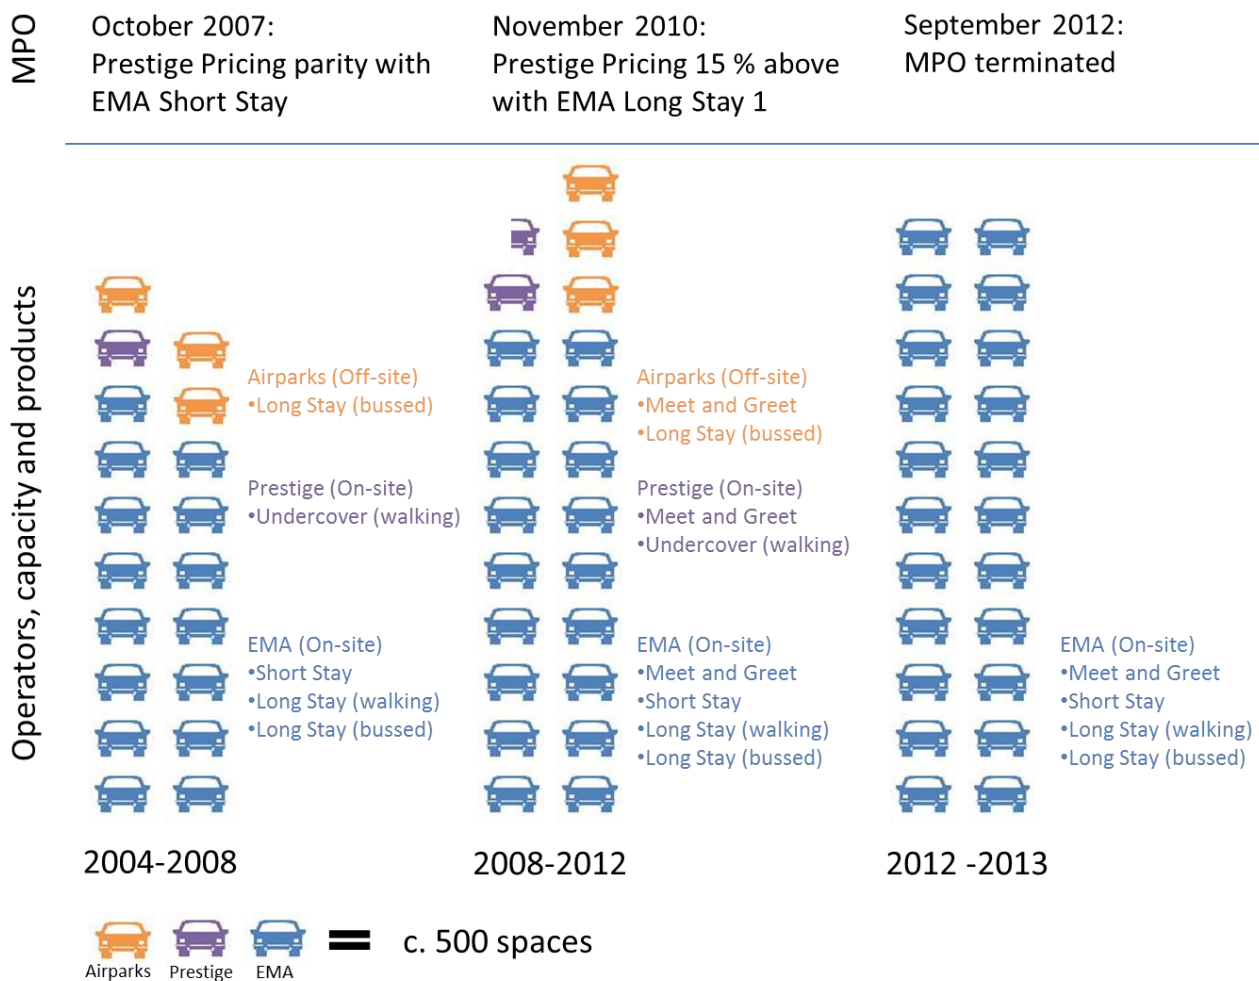 MPO
October 2007:
Prestige Pricing parity with
EMA Short Stay
November 2010:
Prestige Pricing 15 % above
with EMA Long Stay 1
September 2012:
MPO terminated
Operators, capacity and products
Airparks (Off-site)
•Long Stay (bussed)
Prestige (On-site)
•Undercover (walking)
EMA (On-site)
•Short Stay
•Long Stay (walking)
•Long Stay (bussed)
Airparks (Off-site)
•Meet and Greet
•Long Stay (bussed)
Prestige (On-site)
•Meet and Greet
•Undercover (walking)
EMA (On-site)
•Meet and Greet
•Short Stay
•Long Stay (walking)
•Long Stay (bussed)
EMA (On-site)
•Meet and Greet
•Short Stay
•Long Stay (walking)
•Long Stay (bussed)
2004-2008
2008-2012
2012 -2013
= c. 500 spaces
Airparks Prestige EMA